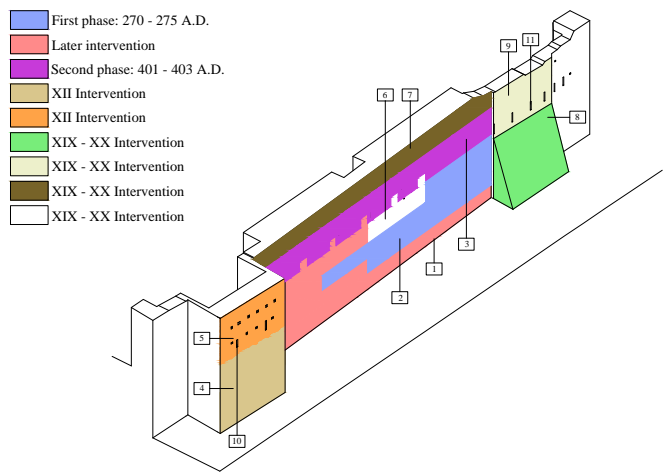 First phase: 270 - 275 A.D.
Later intervention
Second phase: 401 - 403 A.D.
XII Intervention
XII Intervention
XIX - XX Intervention
XIX - XX Intervention
XIX - XX Intervention
XIX - XX Intervention
9
11
6
7
8
3
1
2
5
4
10